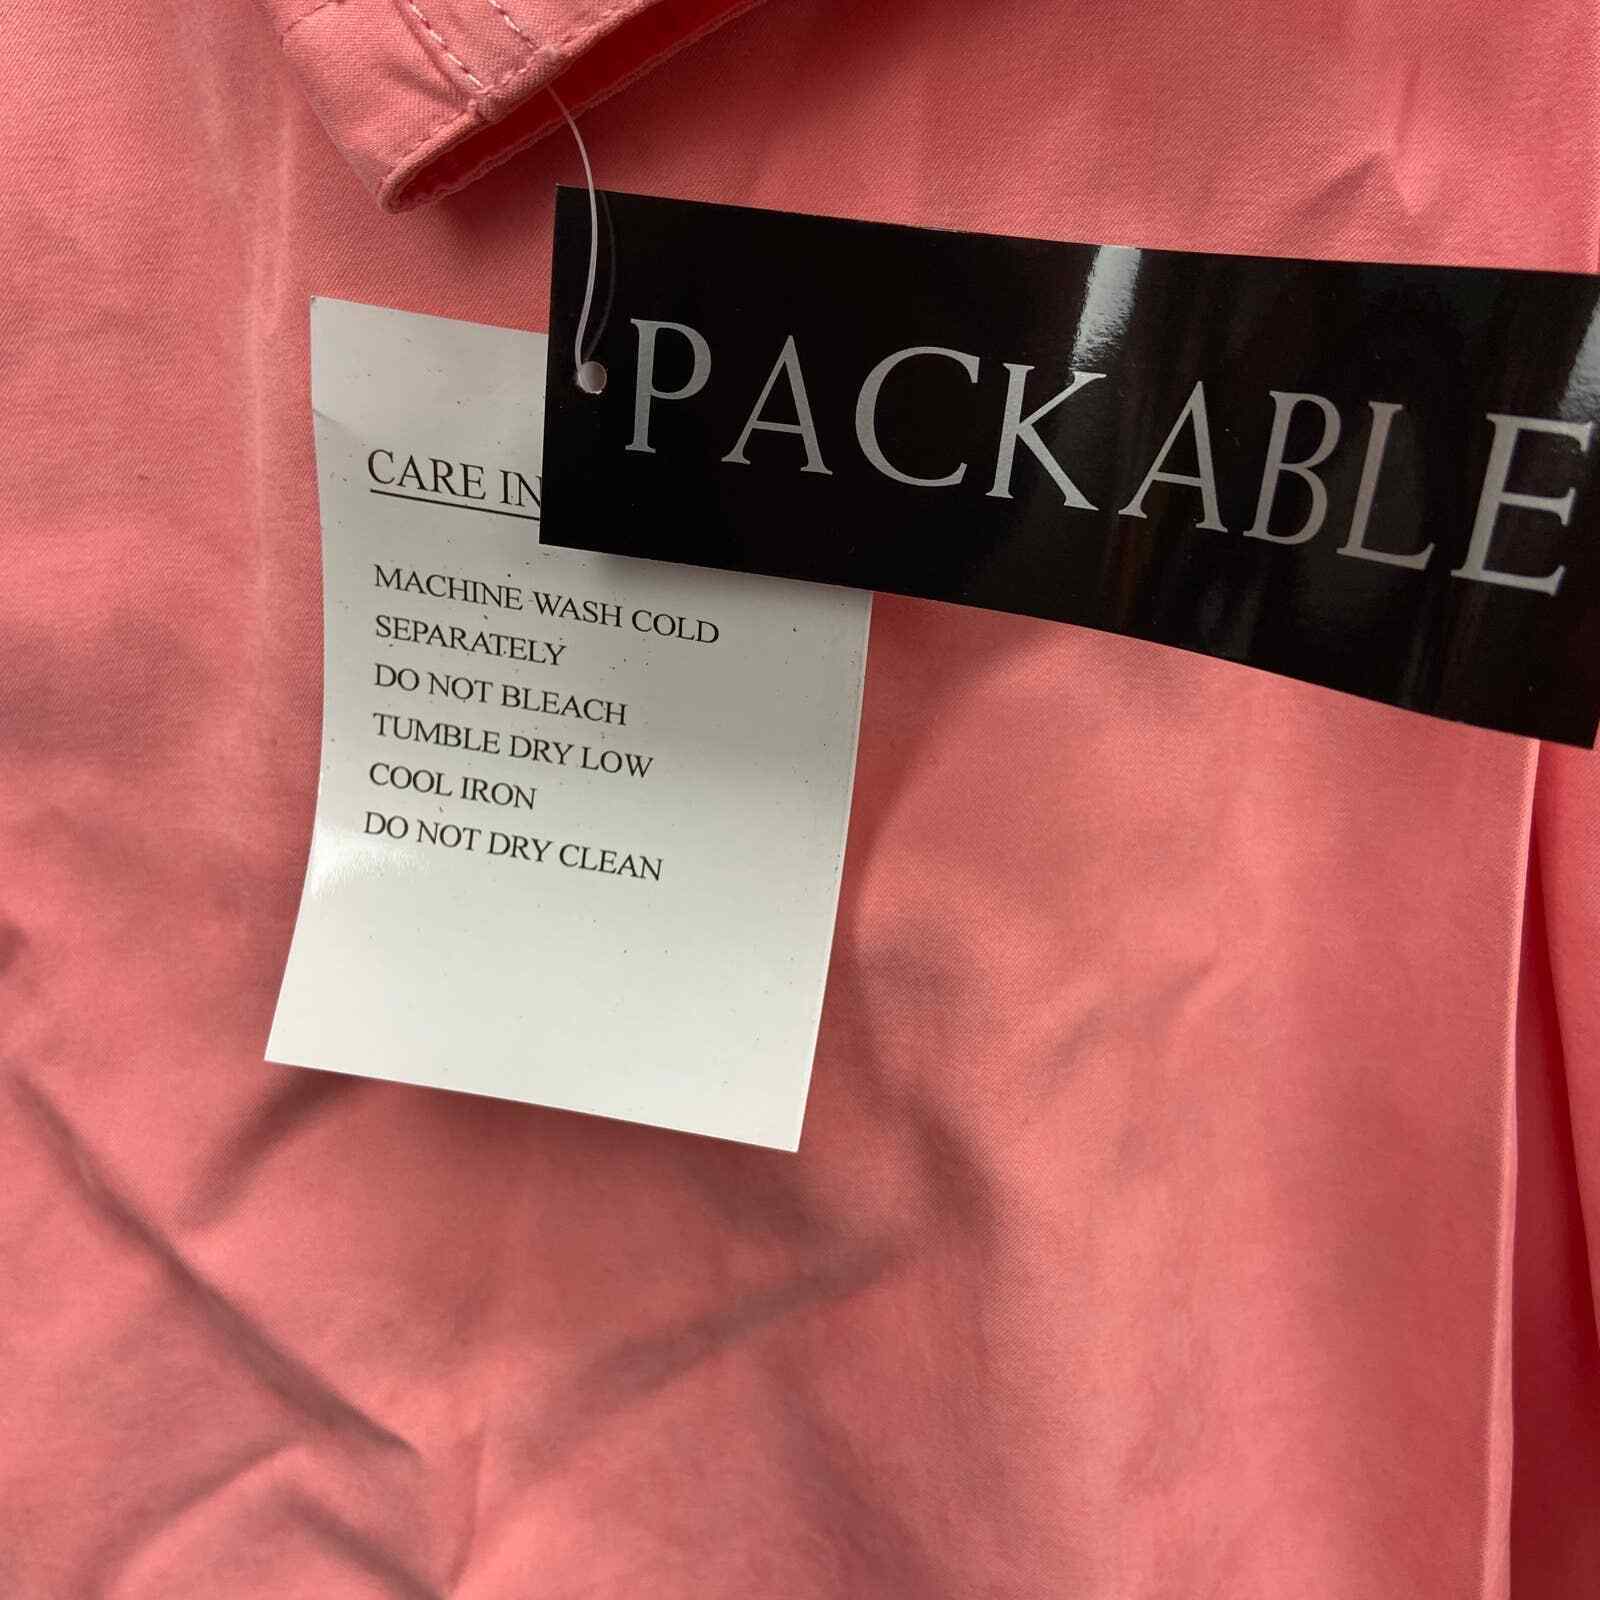 PACKABLE
CARE IN
MACHINE WASH COLD
SEPARATELY
DO NOT BLEACH
TUMBLE DRY LOW
COOL IRON
DO NOT DRY CLEAN